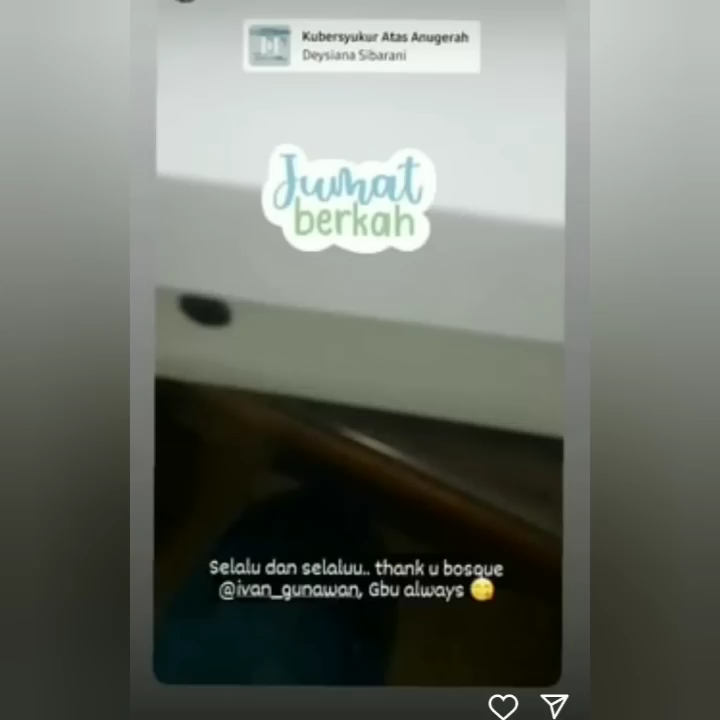 Kubersyukur Atas Anugerah
Deysiana Sibarani
Jumat
berkah
Selalu dan selaluu.. thank u bosque
@ivan_gunawan, Gbu always 😋